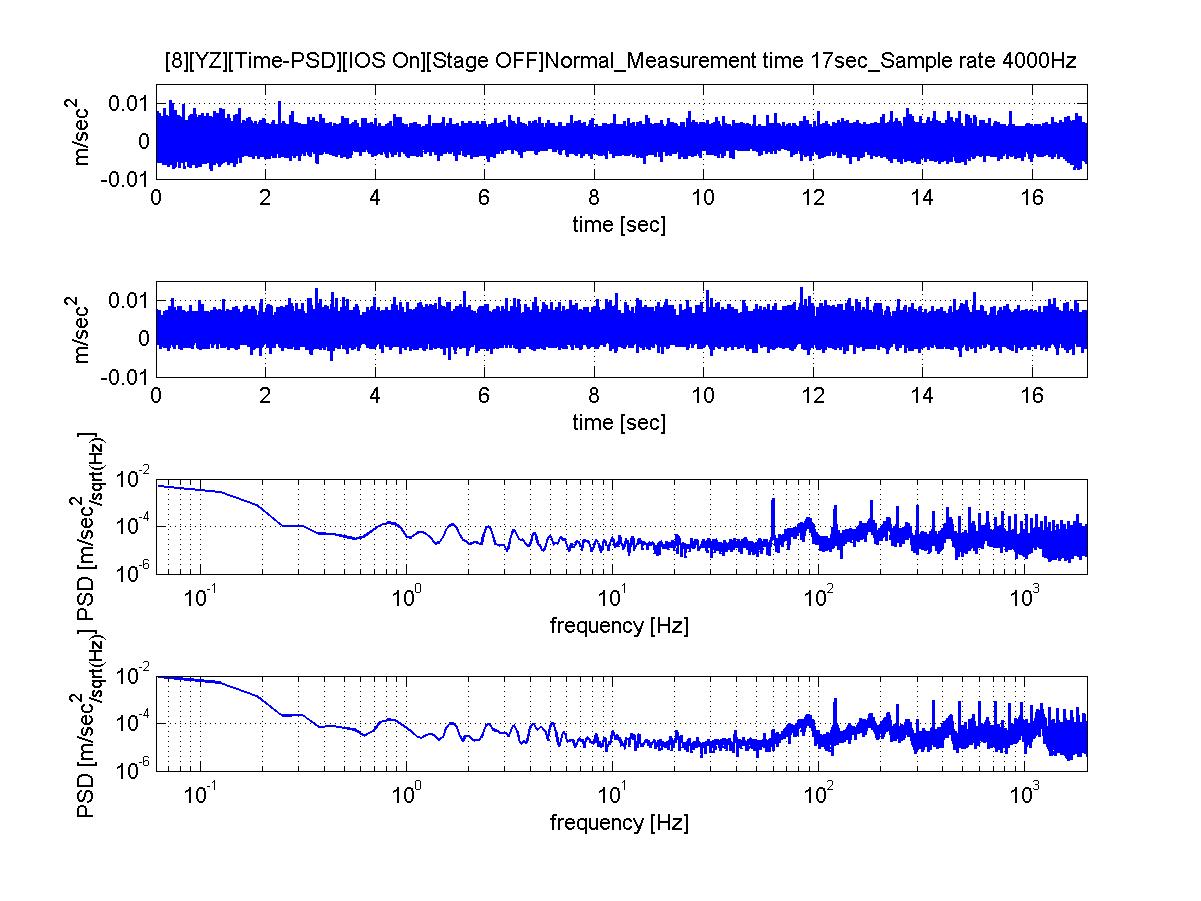 [8][YZ][Time-PSD][IOS On][Stage OFF]Normal_Measurement time 17sec_Sample rate 4000Hz
m/sec²
0.01
0
-0.01
0 2 4 6 8 10 12 14 16
time [sec]
m/sec²
0.01
0
-0.01
0 2 4 6 8 10 12 14 16
time [sec]
PSD [m/sec²/sqrt(Hz)]
10⁻²
10⁻⁴
10⁻⁶
10⁻¹ 10⁰ 10¹ 10² 10³
frequency [Hz]
PSD [m/sec²/sqrt(Hz)]
10⁻²
10⁻⁴
10⁻⁶
10⁻¹ 10⁰ 10¹ 10² 10³
frequency [Hz]